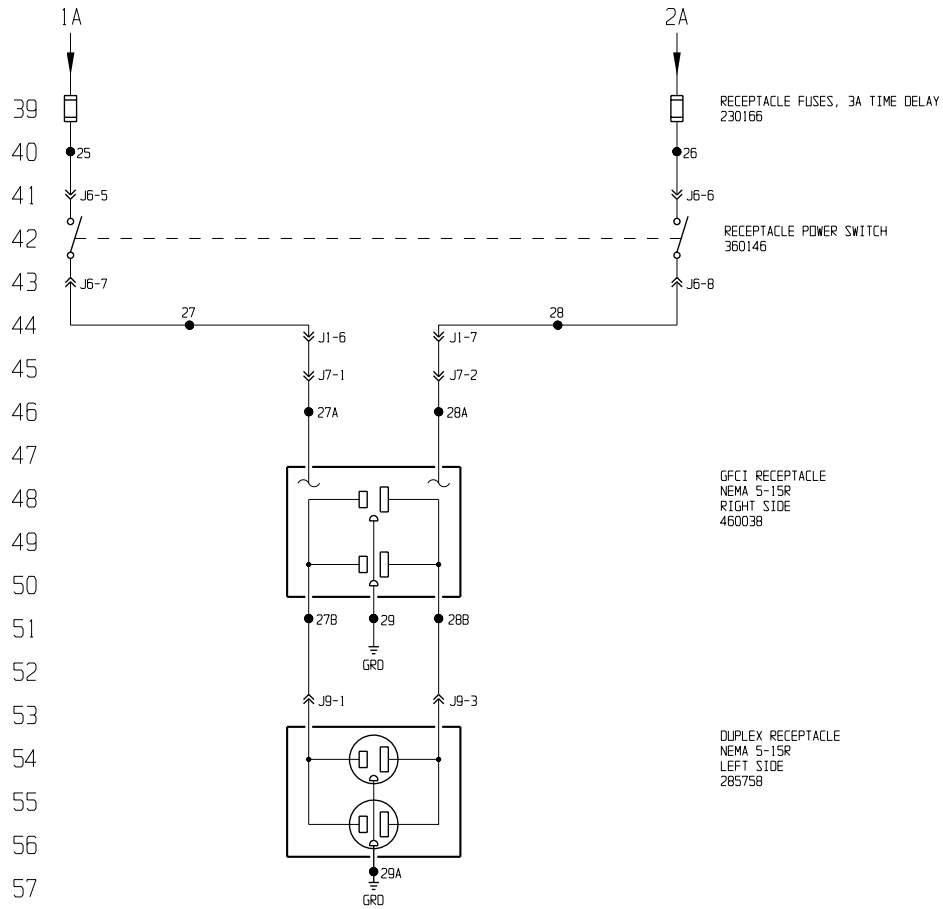 1A 2A
39 RECEPTACLE FUSES, 3A TIME DELAY
230166
40 25 26
41 J6-5 J6-6
42 RECEPTACLE POWER SWITCH
360146
43 J6-7 J6-8
44 27 28
J1-6 J1-7
45 J7-1 J7-2
46 27A 28A
47
GFCI RECEPTACLE
48 NEMA 5-15R
RIGHT SIDE
460038
49
50
51 27B 29 28B
GRD
52
53 J9-1 J9-3
DUPLEX RECEPTACLE
54 NEMA 5-15R
LEFT SIDE
285758
55
56
29A
57 GRD